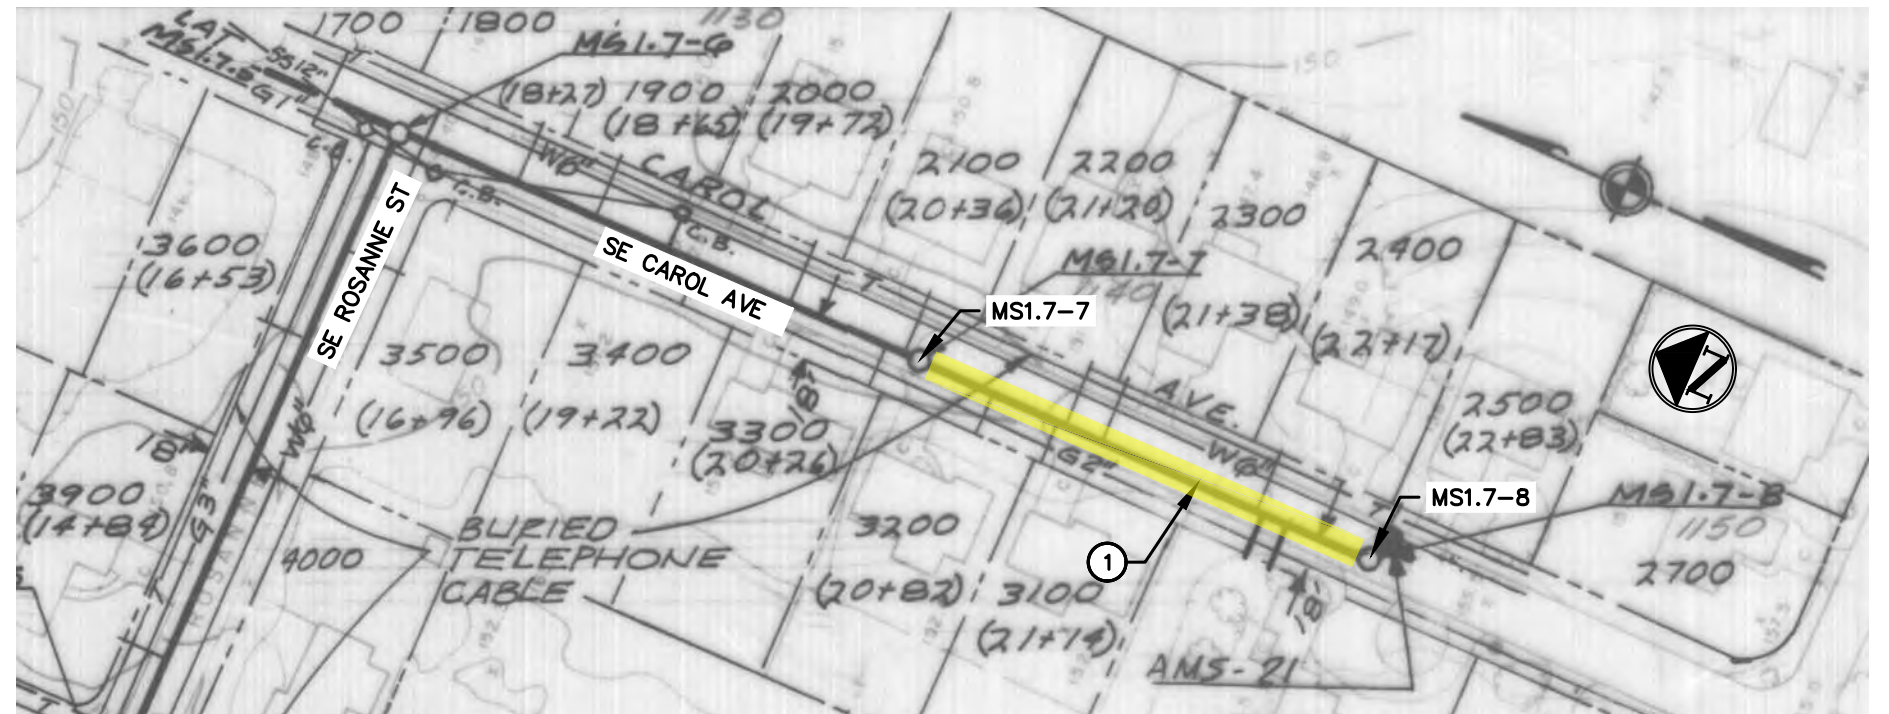 1700
1800
1130
LAT
MS1.7-6
SS12"
G1"
(18+27)
1900
2000
(18+65)
(19+72)
150
150
C.B.
W6"
CAROL
C.B.
C.B.
2100
2200
(20+36)
(21+20)
2300
2400
3600
(16+53)
SE ROSANNE ST
SE CAROL AVE
MS1.7-7
1140
MS1.7-7
(21+38)
(22+17)
N
3500
3400
(16+96)
(19+22)
18'
3300
(20+26)
AVE.
2500
(22+83)
W6"
G2"
W6"
18'
3900
(14+84)
G3"
ROSANNE
MS1.7-8
MS1.7-8
1150
BURIED
TELEPHONE
CABLE
4000
3200
(20+82)
1
3100
(21+14)
18'
2700
AMS-21